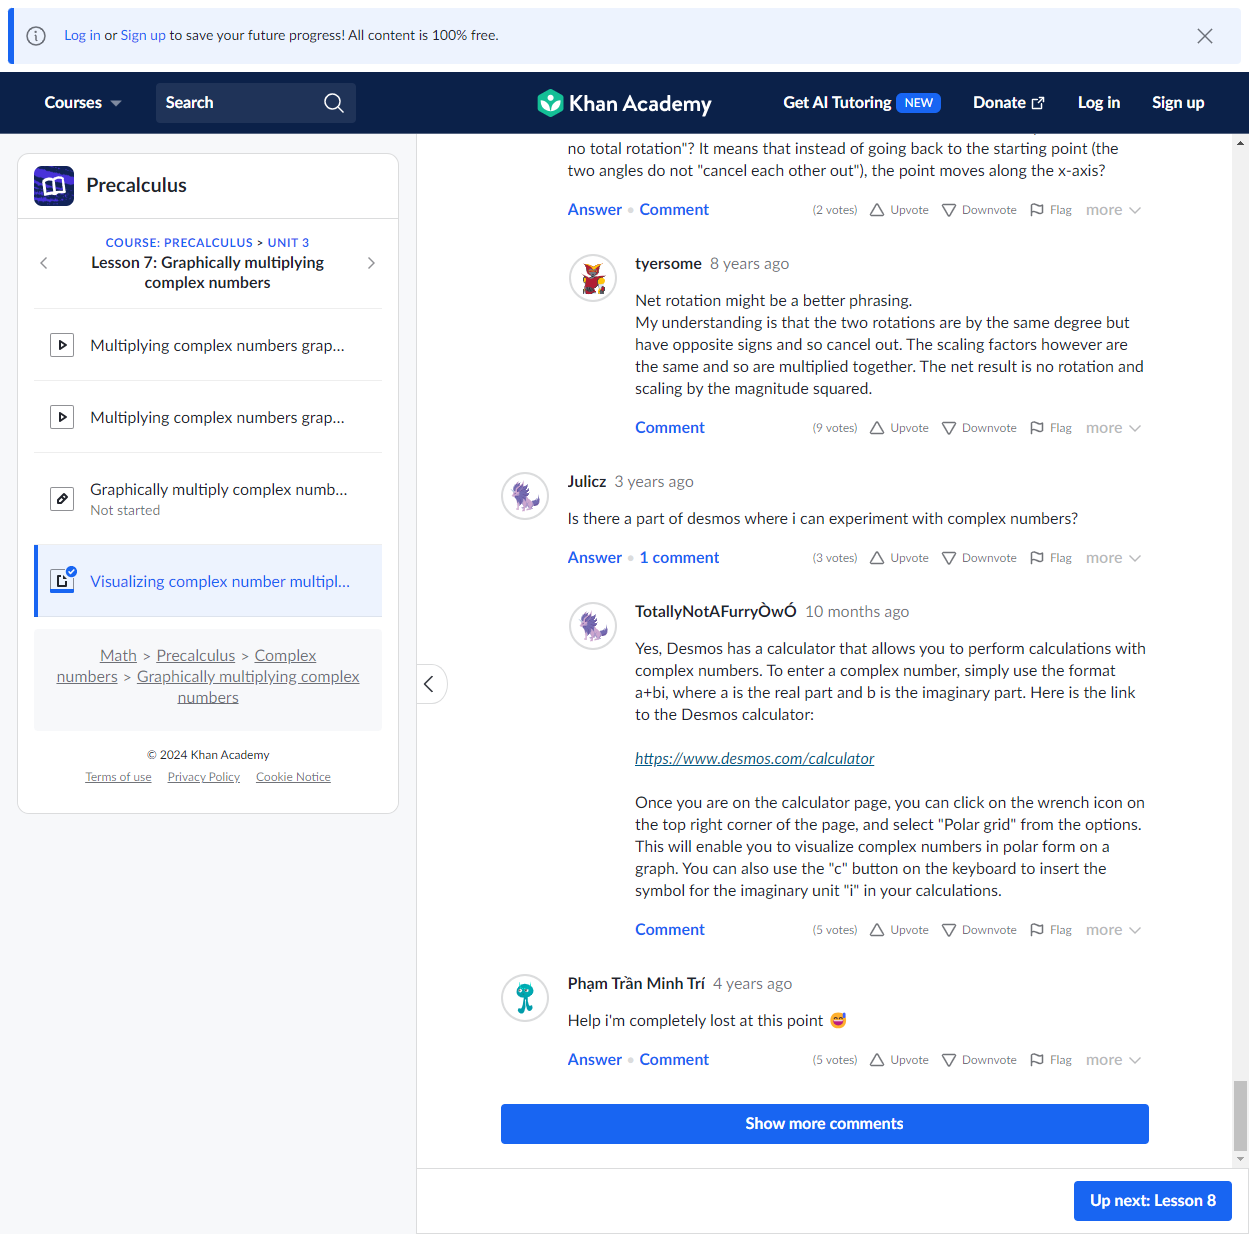 Log in or Sign up to save your future progress! All content is 100% free.
Courses
Search
Khan Academy
Get AI Tutoring NEW
Donate
Log in
Sign up
Precalculus
COURSE: PRECALCULUS > UNIT 3
Lesson 7: Graphically multiplying
complex numbers
Multiplying complex numbers grap...
Multiplying complex numbers grap...
Graphically multiply complex numb...
Not started
Visualizing complex number multipl...
Math > Precalculus > Complex
numbers > Graphically multiplying complex
numbers
© 2024 Khan Academy
Terms of use Privacy Policy Cookie Notice
no total rotation"? It means that instead of going back to the starting point (the
two angles do not "cancel each other out"), the point moves along the x-axis?
Answer • Comment (2 votes) Upvote Downvote Flag more
tyersome 8 years ago
Net rotation might be a better phrasing.
My understanding is that the two rotations are by the same degree but
have opposite signs and so cancel out. The scaling factors however are
the same and so are multiplied together. The net result is no rotation and
scaling by the magnitude squared.
Comment (9 votes) Upvote Downvote Flag more
Julicz 3 years ago
Is there a part of desmos where i can experiment with complex numbers?
Answer • 1 comment (3 votes) Upvote Downvote Flag more
TotallyNotAFurryÒwÓ 10 months ago
Yes, Desmos has a calculator that allows you to perform calculations with
complex numbers. To enter a complex number, simply use the format
a+bi, where a is the real part and b is the imaginary part. Here is the link
to the Desmos calculator:
https://www.desmos.com/calculator
Once you are on the calculator page, you can click on the wrench icon on
the top right corner of the page, and select "Polar grid" from the options.
This will enable you to visualize complex numbers in polar form on a
graph. You can also use the "c" button on the keyboard to insert the
symbol for the imaginary unit "i" in your calculations.
Comment (5 votes) Upvote Downvote Flag more
Phạm Trần Minh Trí 4 years ago
Help i'm completely lost at this point 😅
Answer • Comment (5 votes) Upvote Downvote Flag more
Show more comments
Up next: Lesson 8